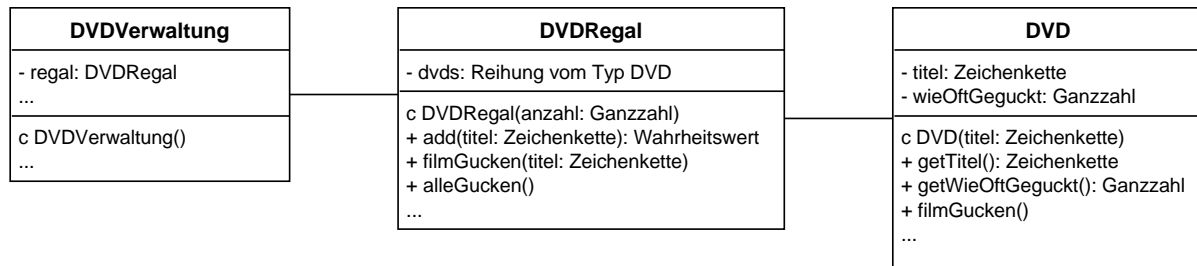 DVDVerwaltung
- regal: DVDRegal
...
c DVDVerwaltung()
...
DVDRegal
- dvds: Reihung vom Typ DVD
c DVDRegal(anzahl: Ganzzahl)
+ add(titel: Zeichenkette): Wahrheitswert
+ filmGucken(titel: Zeichenkette)
+ alleGucken()
...
DVD
- titel: Zeichenkette
- wieOftGeguckt: Ganzzahl
c DVD(titel: Zeichenkette)
+ getTitel(): Zeichenkette
+ getWieOftGeguckt(): Ganzzahl
+ filmGucken()
...